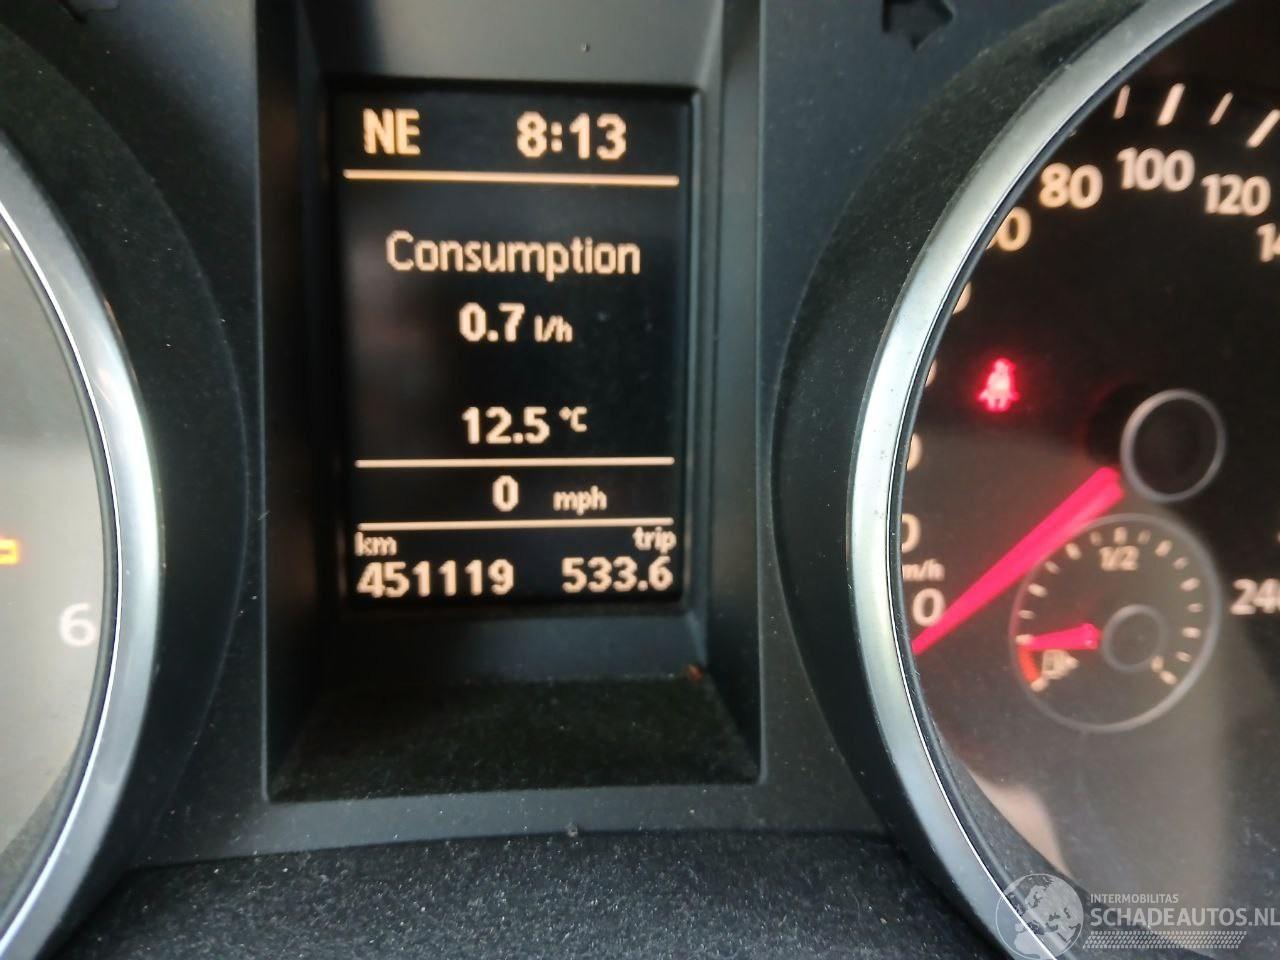 NE 8:13
Consumption
0.7 l/h
12.5 °C
0 mph
km trip
451119 533.6
6
80 100 120
0
1/2
INTERMOBILITAS
SCHADEAUTOS.NL